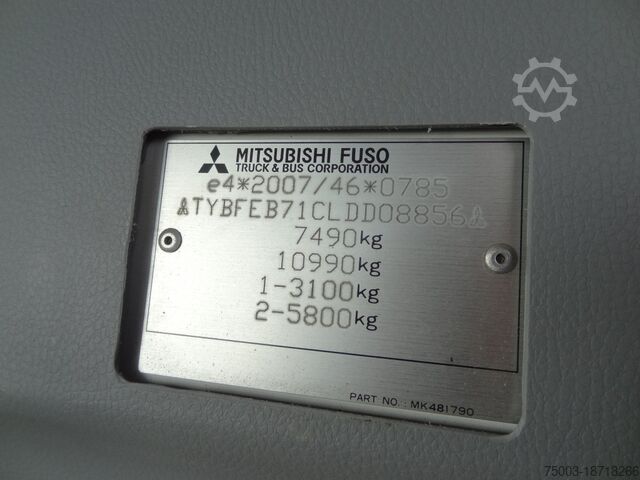 MITSUBISHI FUSO
TRUCK & BUS CORPORATION
e4*2007/46*0785
TYBFEB71CLDD08856
7490kg
10990kg
1-3100kg
2-5800kg
PART NO.: MK481790
75003-18718266